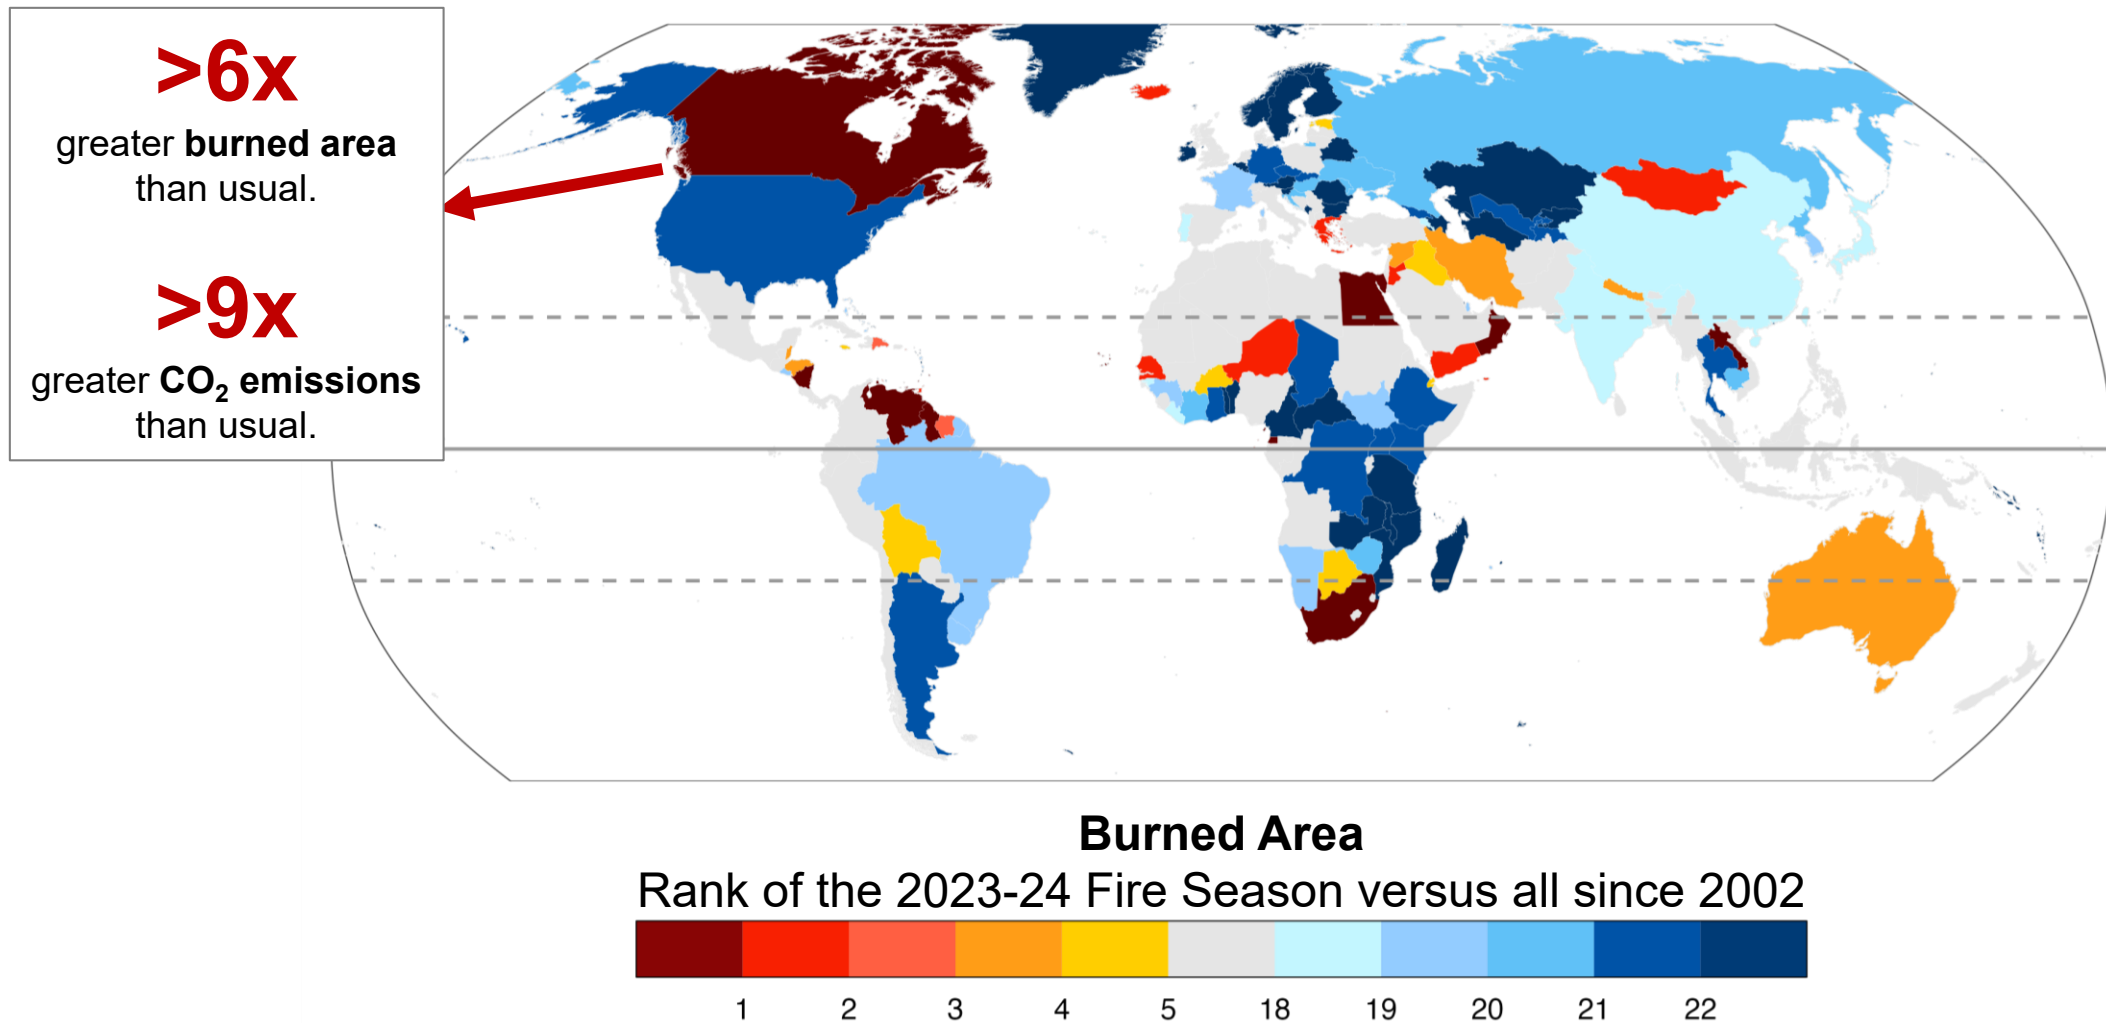 >6x
greater burned area
than usual.
>9x
greater CO₂ emissions
than usual.
Burned Area
Rank of the 2023-24 Fire Season versus all since 2002
1 2 3 4 5 18 19 20 21 22